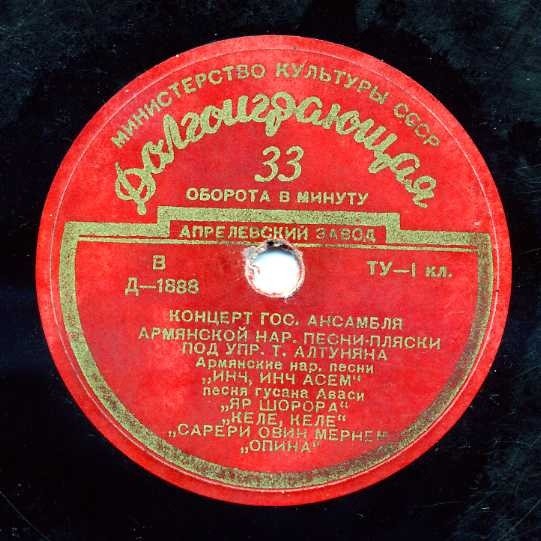 МИНИСТЕРСТВО КУЛЬТУРЫ СССР
Долгоиграющая
33
ОБОРОТА В МИНУТУ
АПРЕЛЕВСКИЙ ЗАВОД
В
Д—1888
ТУ—1 кл.
КОНЦЕРТ ГОС. АНСАМБЛЯ
АРМЯНСКОЙ НАР. ПЕСНИ-ПЛЯСКИ
ПОД УПР. Т. АЛТУНЯНА
Армянские нар. песни
„ИНЧ, ИНЧ АСЕМ“
песня гусана Аваси
„ЯР ШОРОРА“
„КЕЛЕ, КЕЛЕ“
„САРЕРИ ОВИН МЕРНЕМ
„ОПИНА“